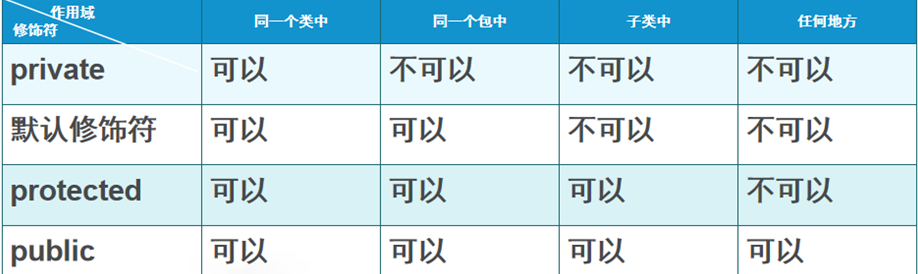 作用域
修饰符
同一个类中
同一个包中
子类中
任何地方
private
可以
不可以
不可以
不可以
默认修饰符
可以
可以
不可以
不可以
protected
可以
可以
可以
不可以
public
可以
可以
可以
可以